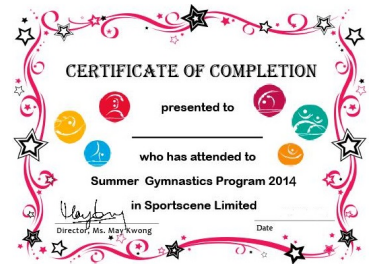 CERTIFICATE OF COMPLETION
presented to
who has attended to
Summer Gymnastics Program 2014
in Sportscene Limited
Director, Ms. May Kwong
Date